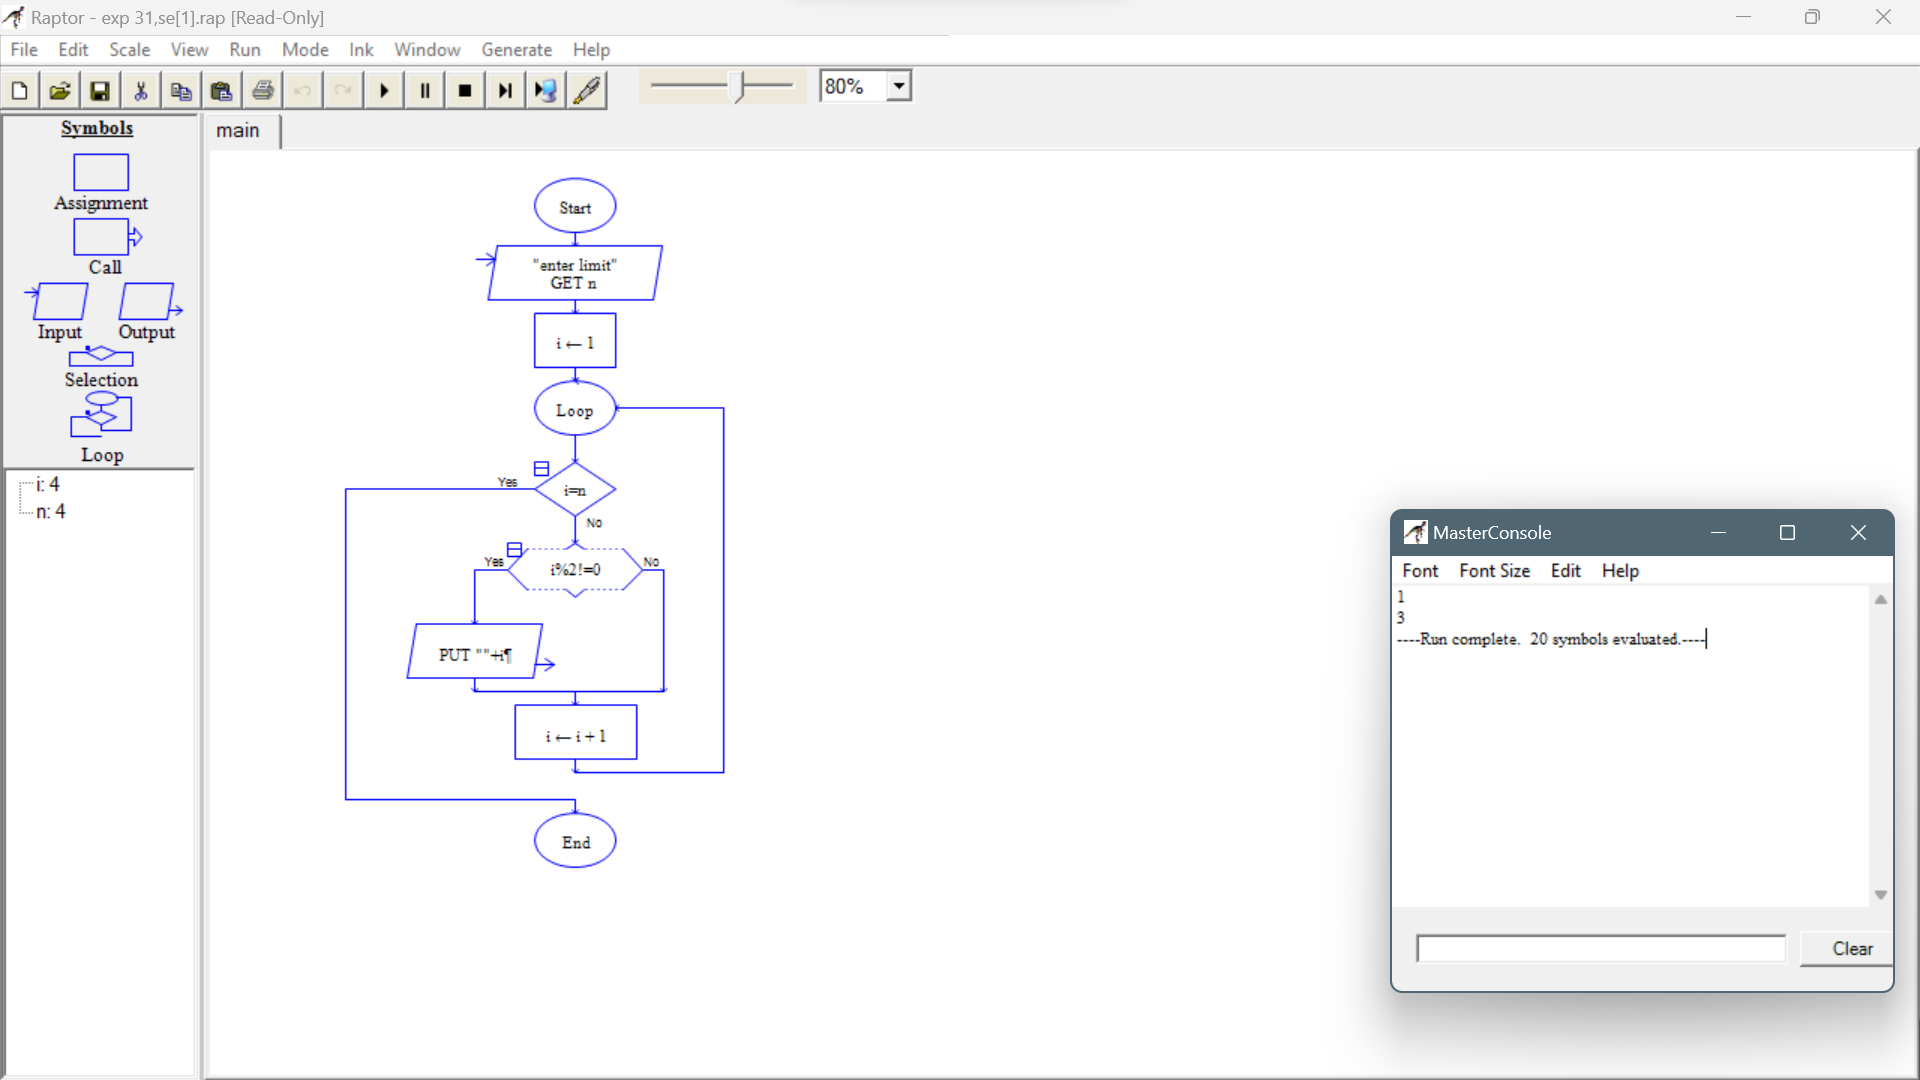 Raptor - exp 31,se[1].rap [Read-Only]
File Edit Scale View Run Mode Ink Window Generate Help
80%
Symbols
Assignment
Call
Input Output
Selection
Loop
i: 4
n: 4
main
Start
"enter limit"
GET n
i ← 1
Loop
Yes
i=n
No
Yes
i%2!=0
No
PUT ""+i¶
i ← i + 1
End
MasterConsole
Font Font Size Edit Help
1
3
----Run complete.  20 symbols evaluated.----
Clear